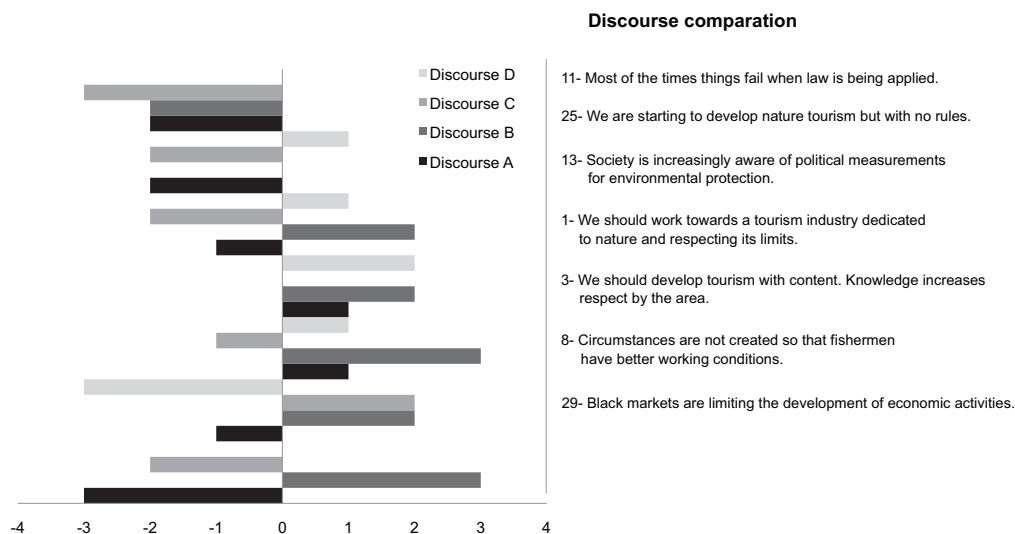 Discourse comparation
Discourse D
Discourse C
Discourse B
Discourse A
11- Most of the times things fail when law is being applied.
25- We are starting to develop nature tourism but with no rules.
13- Society is increasingly aware of political measurements
for environmental protection.
1- We should work towards a tourism industry dedicated
to nature and respecting its limits.
3- We should develop tourism with content. Knowledge increases
respect by the area.
8- Circumstances are not created so that fishermen
have better working conditions.
29- Black markets are limiting the development of economic activities.
-4 -3 -2 -1 0 1 2 3 4